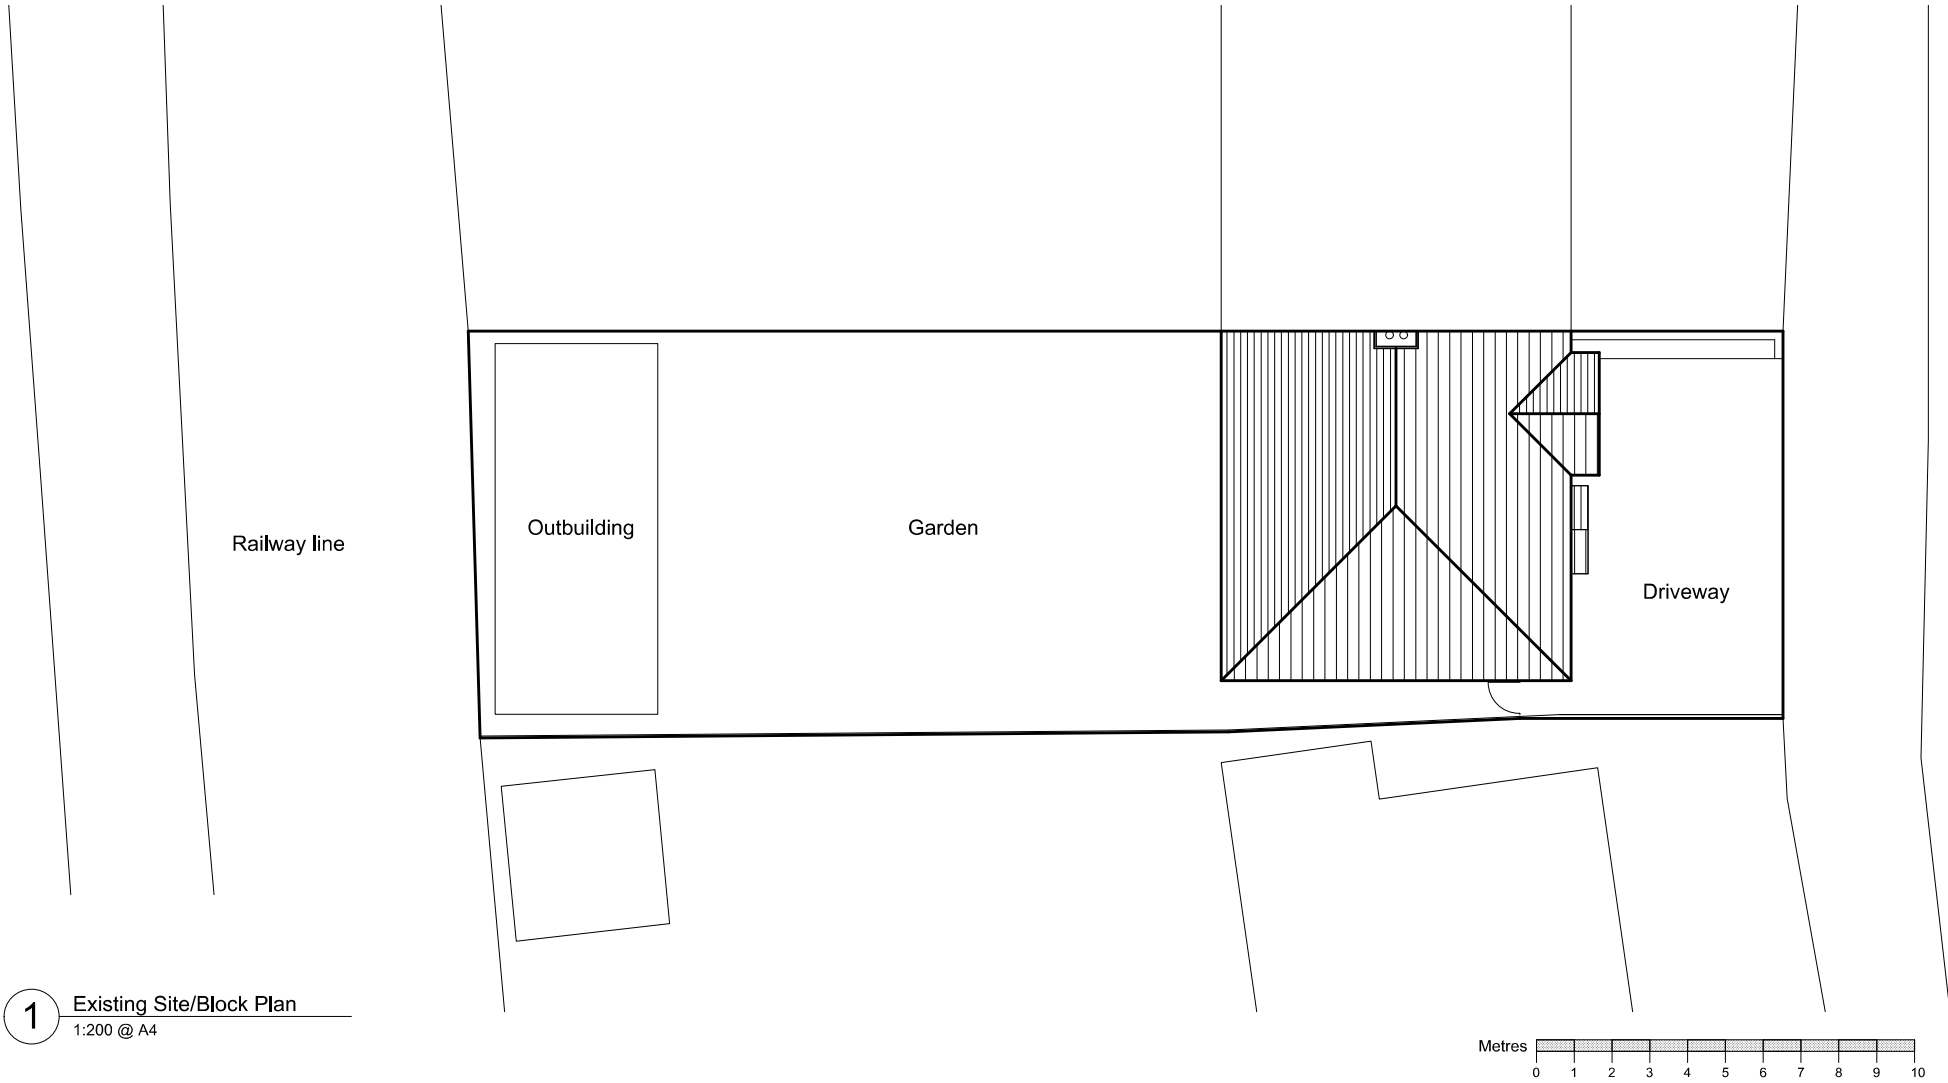 Railway line
Outbuilding
Garden
Driveway
1
Existing Site/Block Plan
1:200 @ A4
Metres
0 1 2 3 4 5 6 7 8 9 10